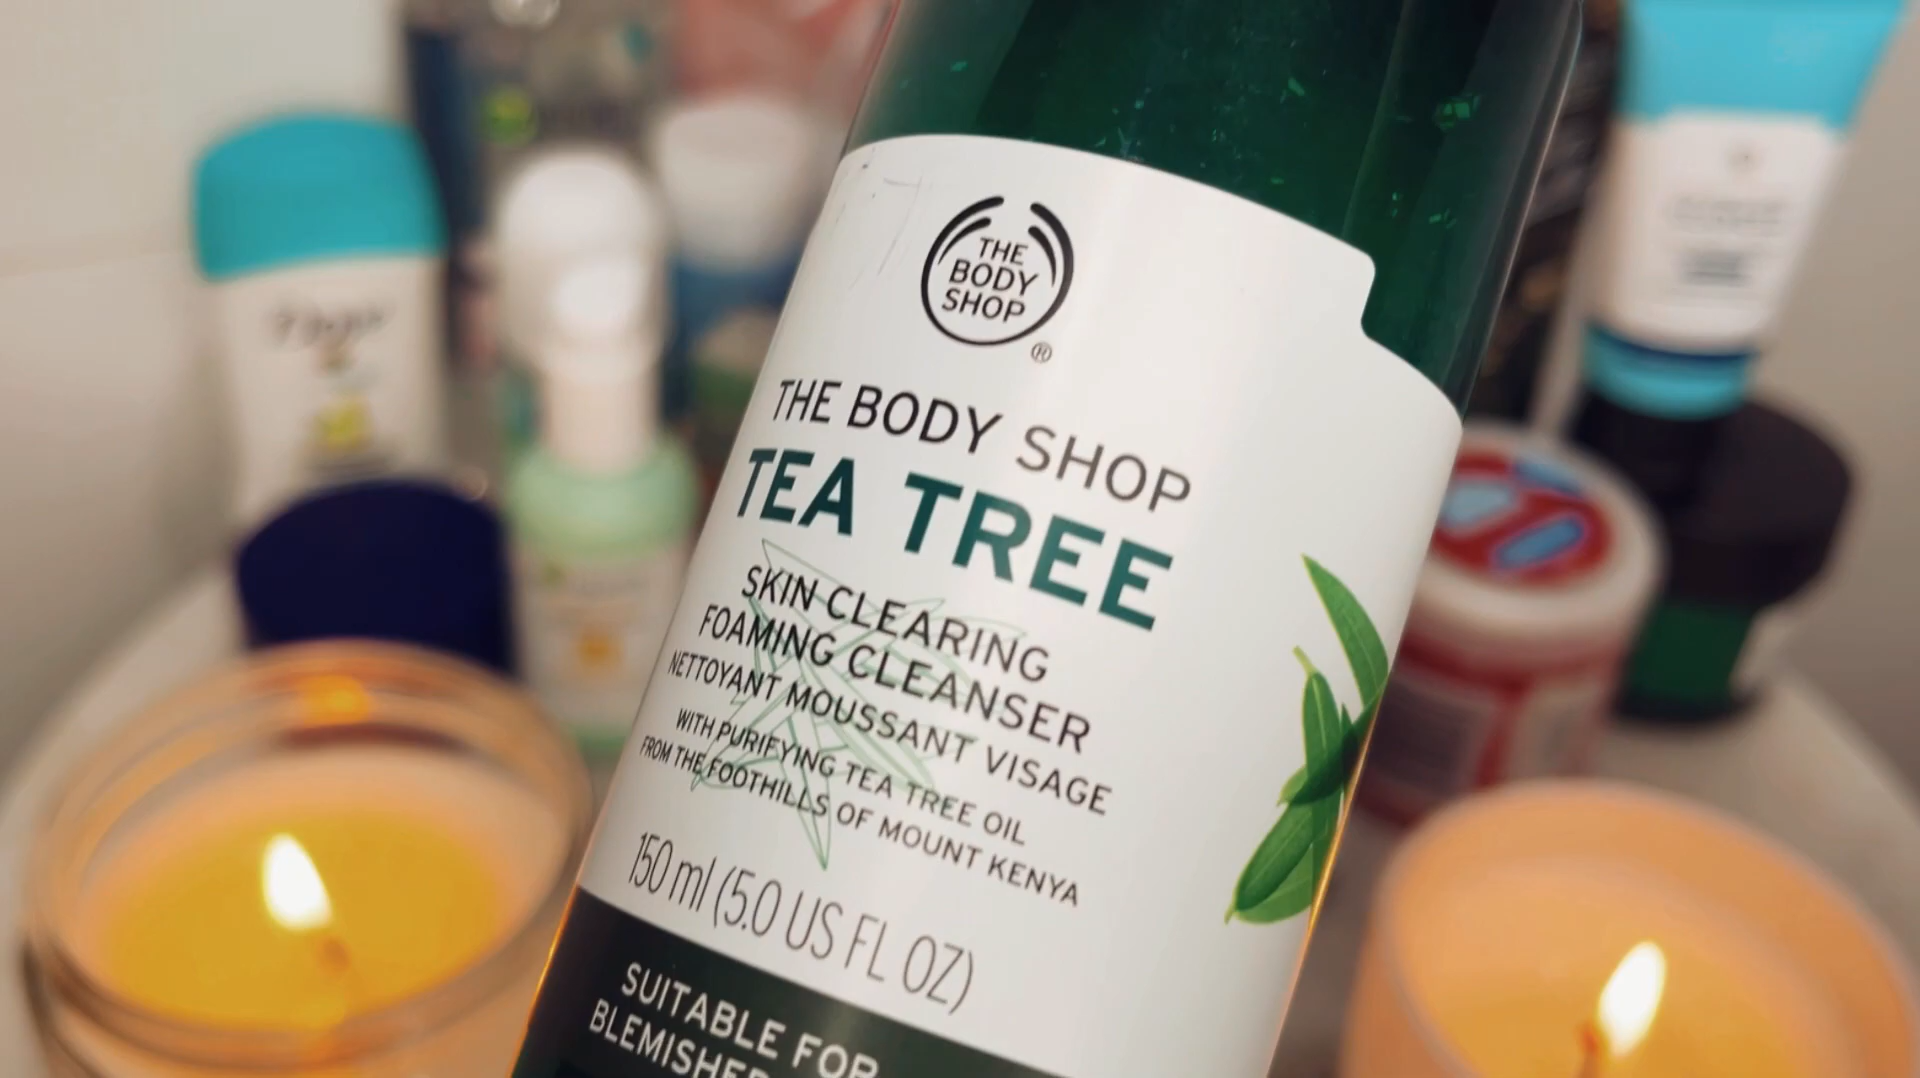 THE
BODY
SHOP
®
THE BODY SHOP
TEA TREE
SKIN CLEARING
FOAMING CLEANSER
NETTOYANT MOUSSANT VISAGE
WITH PURIFYING TEA TREE OIL
FROM THE FOOTHILLS OF MOUNT KENYA
150 ml (5.0 US FL OZ)
SUITABLE FOR